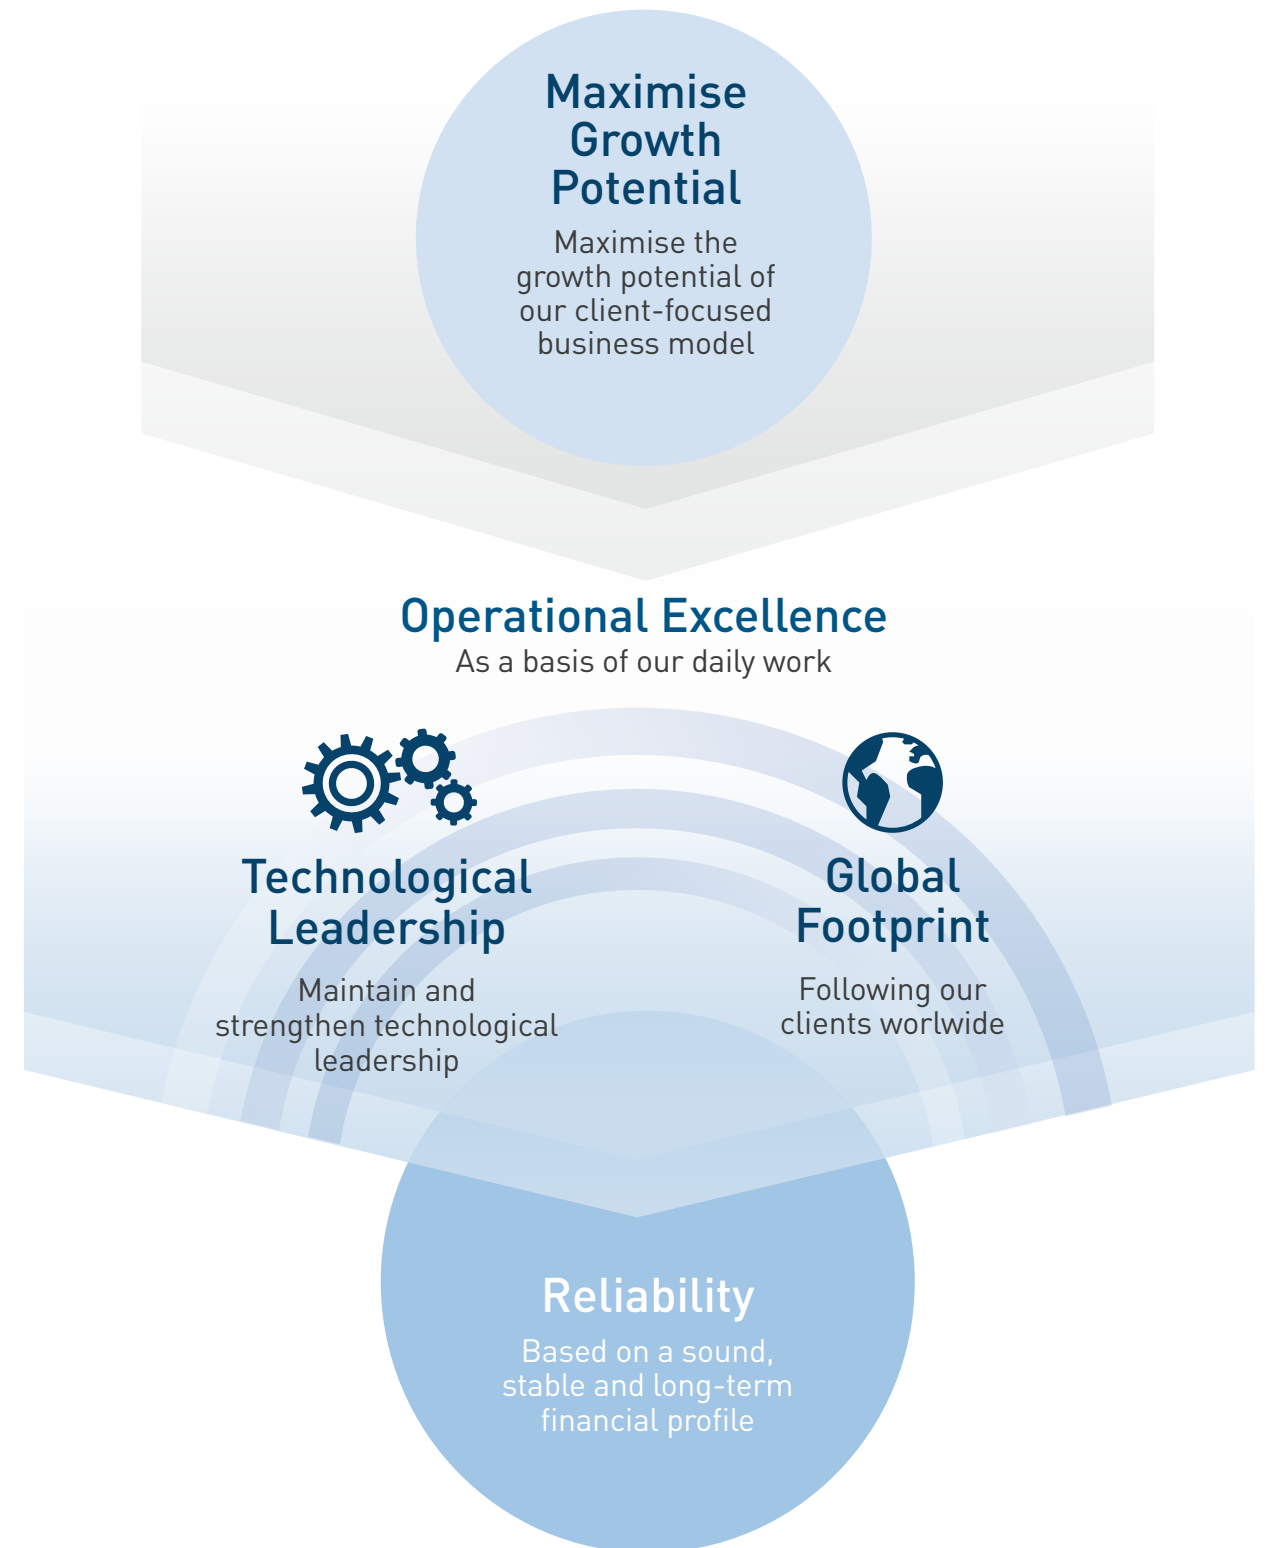 Maximise
Growth
Potential
Maximise the
growth potential of
our client-focused
business model
Operational Excellence
As a basis of our daily work
Technological
Leadership
Maintain and
strengthen technological
leadership
Global
Footprint
Following our
clients worlwide
Reliability
Based on a sound,
stable and long-term
financial profile